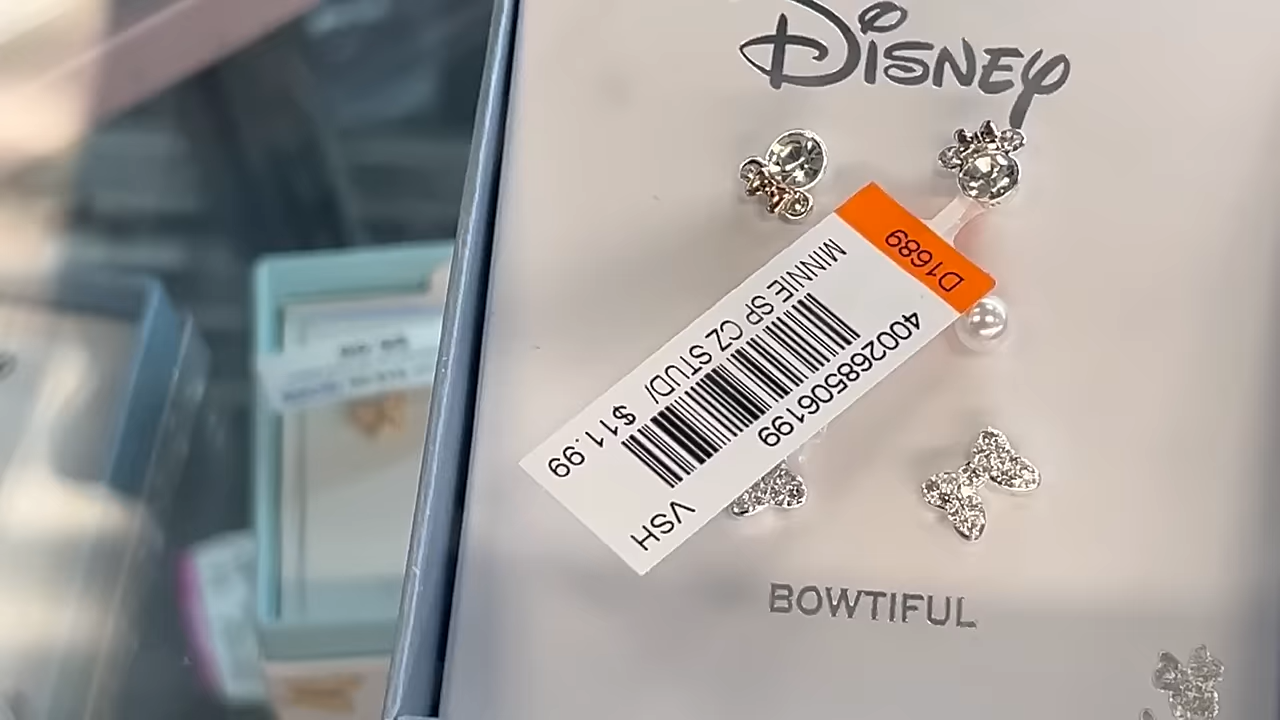 DISNEY
D1689
400268506199
MINNIE SP CZ STUD/
$11.99
VSH
BOWTIFUL